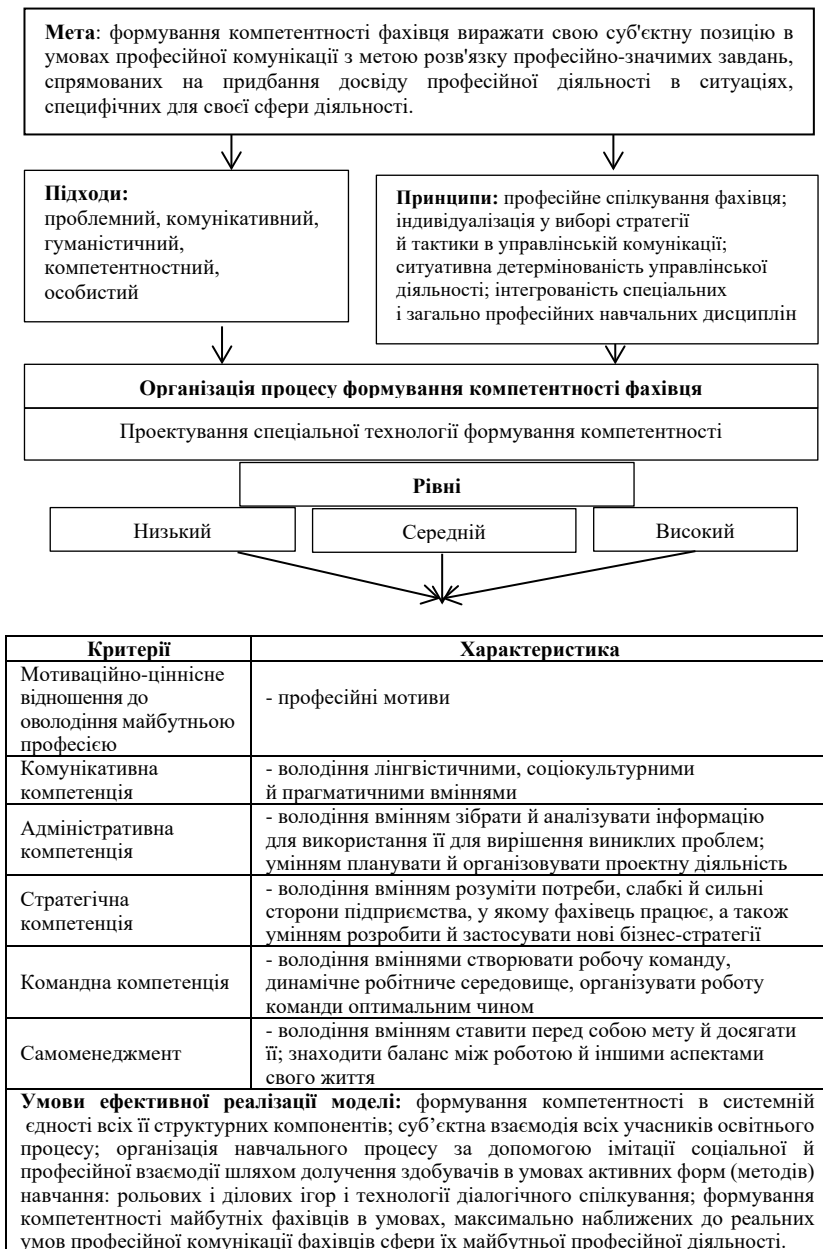 Мета: формування компетентності фахівця виражати свою суб'єктну позицію в
умовах професійної комунікації з метою розв'язку професійно-значимих завдань,
спрямованих на придбання досвіду професійної діяльності в ситуаціях,
специфічних для своєї сфери діяльності.
Підходи:
проблемний, комунікативний,
гуманістичний,
компетентностний,
особистий
Принципи: професійне спілкування фахівця;
індивідуалізація у виборі стратегії
й тактики в управлінській комунікації;
ситуативна детермінованість управлінської
діяльності; інтегрованість спеціальних
і загально професійних навчальних дисциплін
Організація процесу формування компетентності фахівця
Проектування спеціальної технології формування компетентності
Рівні
Низький Середній Високий
Критерії Характеристика
Мотиваційно-ціннісне
відношення до
оволодіння майбутньою
професією
- професійні мотиви
Комунікативна
компетенція
- володіння лінгвістичними, соціокультурними
й прагматичними вміннями
Адміністративна
компетенція
- володіння вмінням зібрати й аналізувати інформацію
для використання її для вирішення виниклих проблем;
умінням планувати й організовувати проектну діяльність
Стратегічна
компетенція
- володіння вмінням розуміти потреби, слабкі й сильні
сторони підприємства, у якому фахівець працює, а також
умінням розробити й застосувати нові бізнес-стратегії
Командна компетенція
- володіння вміннями створювати робочу команду,
динамічне робітниче середовище, організувати роботу
команди оптимальним чином
Самоменеджмент
- володіння вмінням ставити перед собою мету й досягати
її; знаходити баланс між роботою й іншими аспектами
свого життя
Умови ефективної реалізації моделі: формування компетентності в системній
єдності всіх її структурних компонентів; суб’єктна взаємодія всіх учасників освітнього
процесу; організація навчального процесу за допомогою імітації соціальної й
професійної взаємодії шляхом долучення здобувачів в умовах активних форм (методів)
навчання: рольових і ділових ігор і технології діалогічного спілкування; формування
компетентності майбутніх фахівців в умовах, максимально наближених до реальних
умов професійної комунікації фахівців сфери їх майбутньої професійної діяльності.